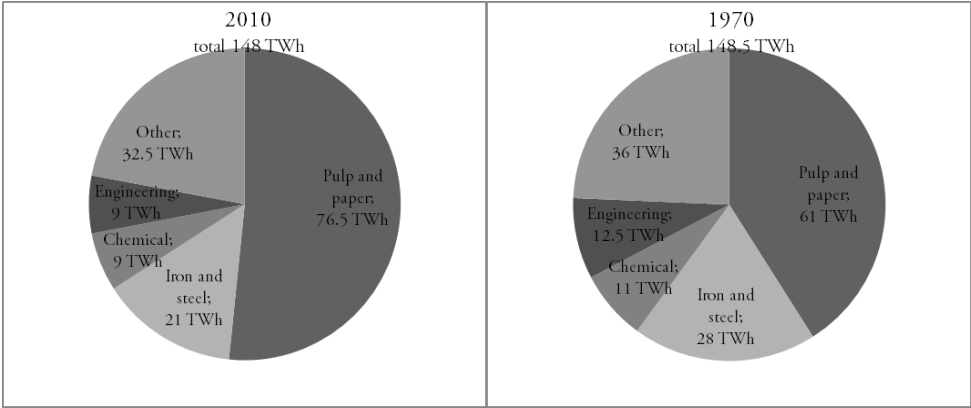 2010
total 148 TWh
Other;
32.5 TWh
Engineering;
9 TWh
Chemical;
9 TWh
Iron and
steel;
21 TWh
Pulp and
paper;
76.5 TWh
1970
total 148.5 TWh
Other;
36 TWh
Engineering;
12.5 TWh
Chemical;
11 TWh
Iron and
steel;
28 TWh
Pulp and
paper;
61 TWh